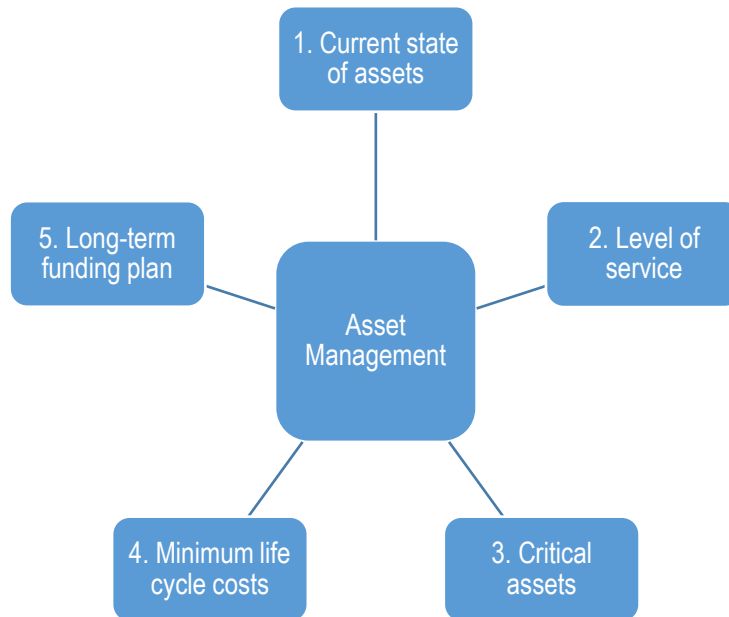 1. Current state
of assets
2. Level of
service
3. Critical
assets
4. Minimum life
cycle costs
5. Long-term
funding plan
Asset
Management